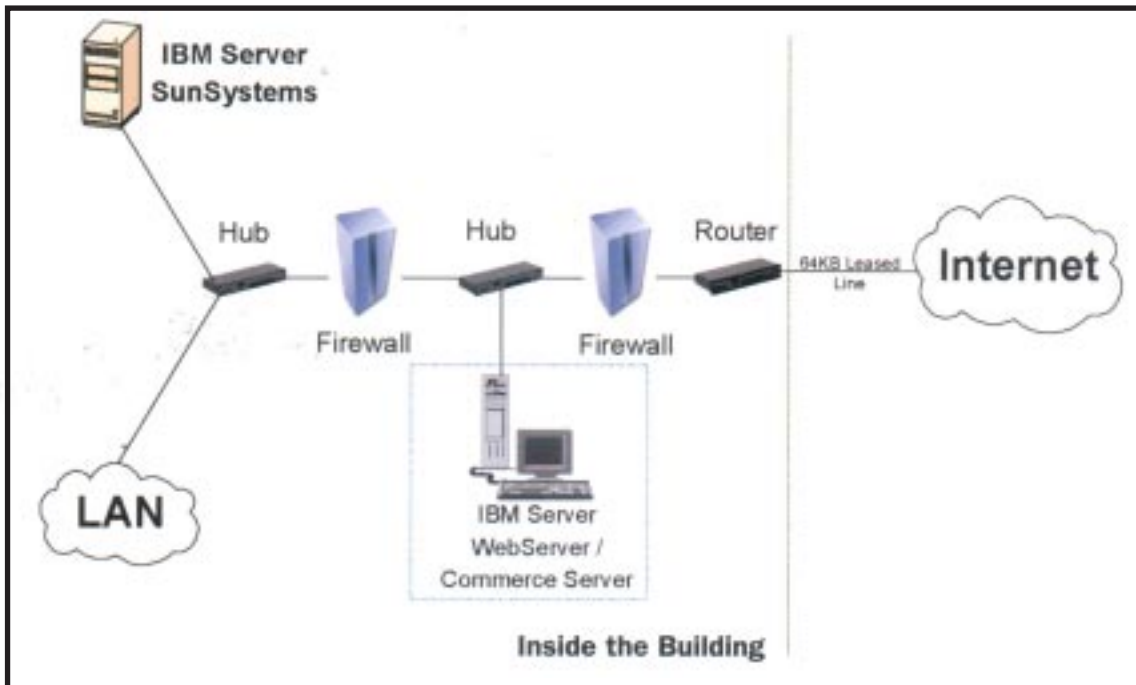 IBM Server
SunSystems
Hub
Hub
Router
64KB Leased
Line
Internet
Firewall
Firewall
LAN
IBM Server
WebServer /
Commerce Server
Inside the Building